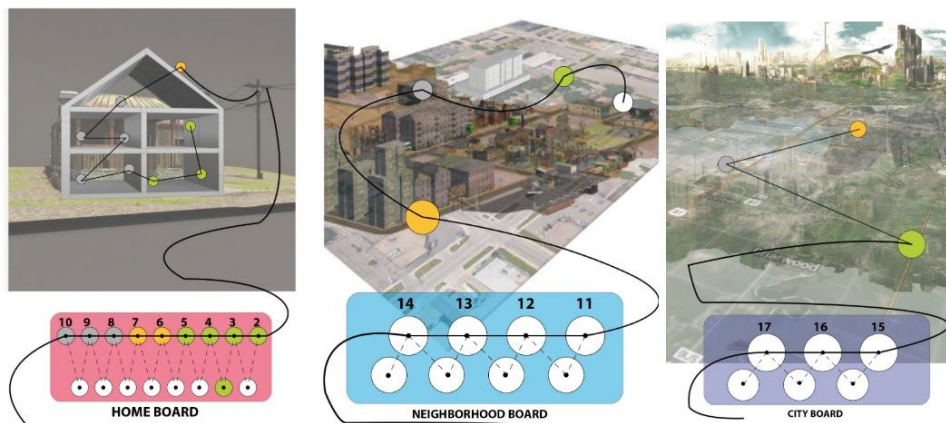 10 9 8 7 6 5 4 3 2
HOME BOARD
14 13 12 11
NEIGHBORHOOD BOARD
17 16 15
CITY BOARD